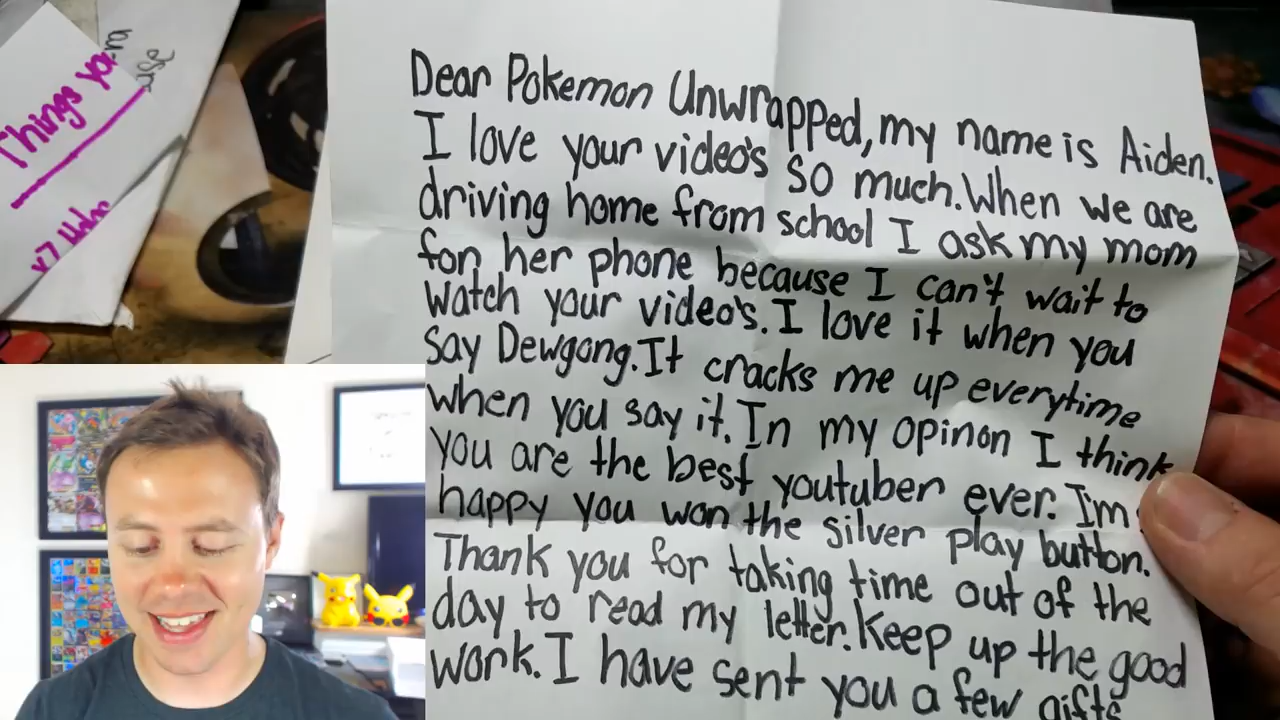 Things you
Dear Pokemon Unwrapped, my name is Aiden.
I love your video's so much. When we are
driving home from school I ask my mom
for her phone because I can't wait to
watch your video's. I love it when you
say Dewgong. It cracks me up everytime
when you say it. In my opinon I think
you are the best youtuber ever. I'm
happy you won the silver play button.
Thank you for taking time out of the
day to read my letter. Keep up the good
work. I have sent you a few gifts